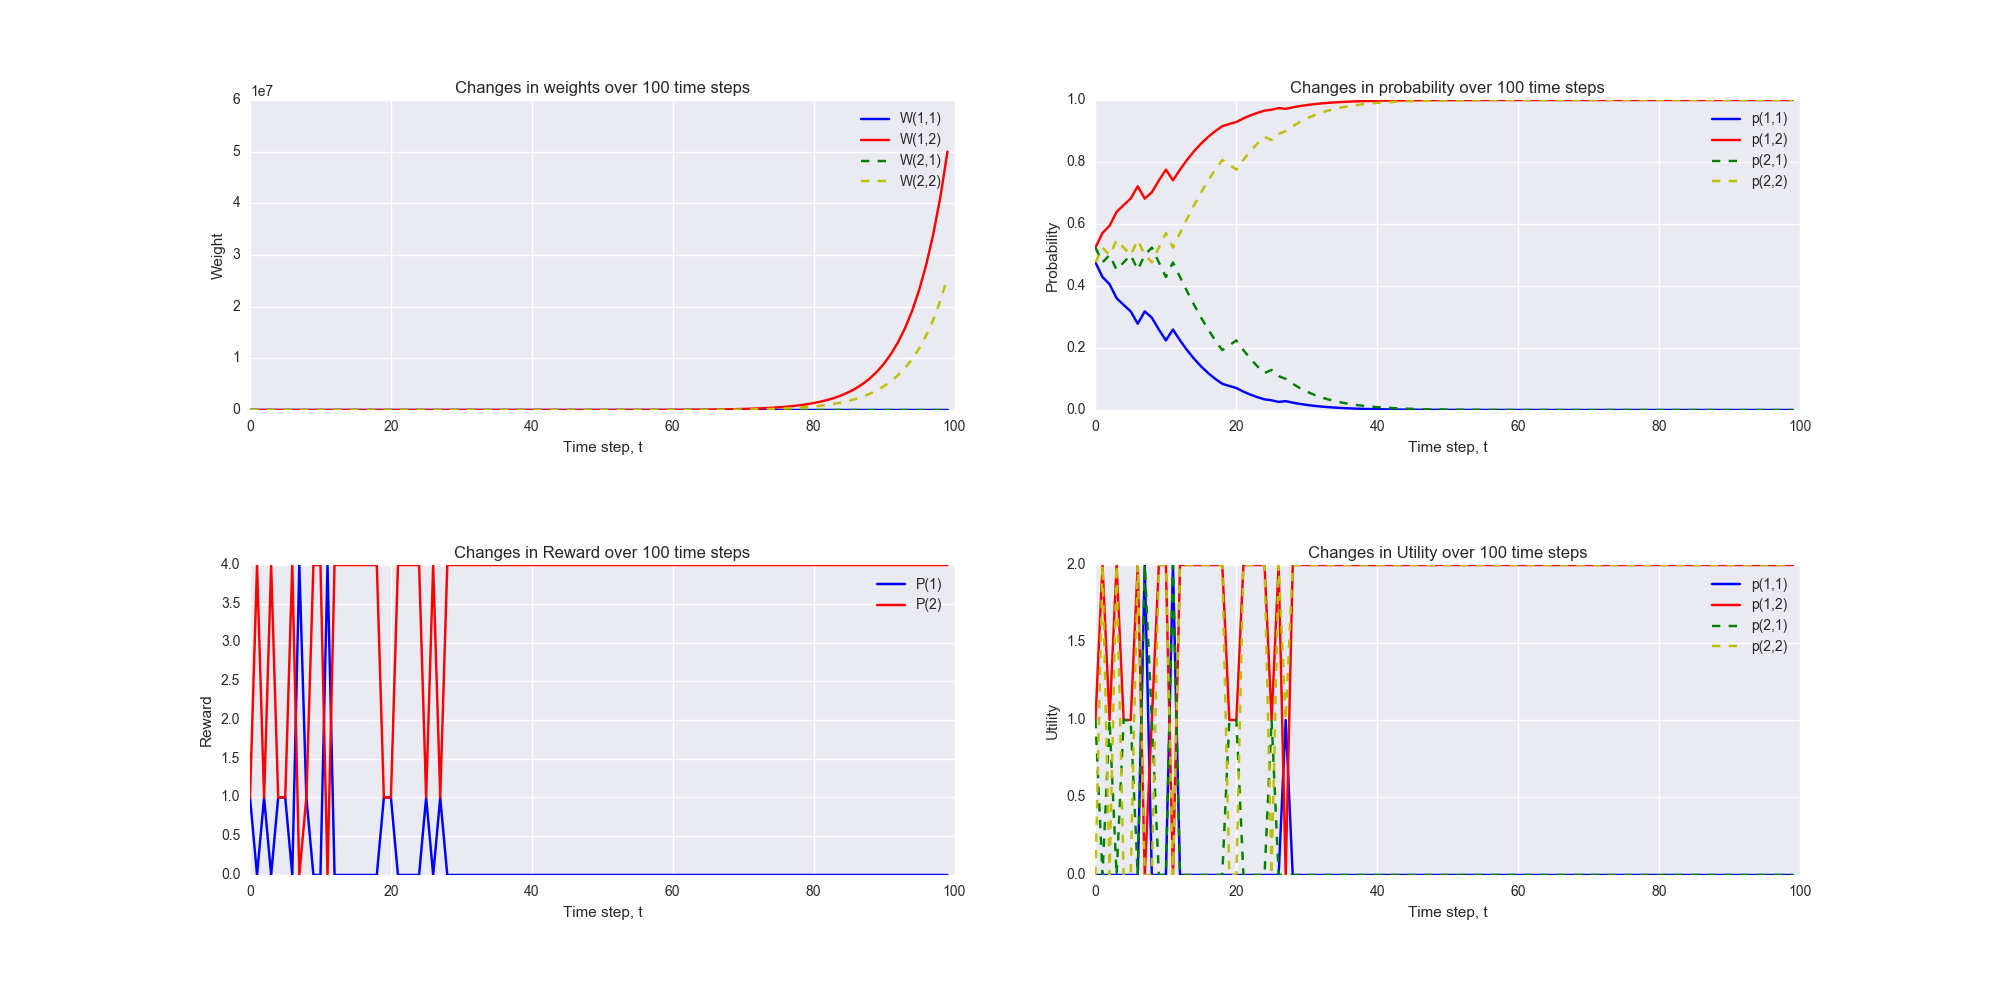 Changes in weights over 100 time steps
1e7
6
5
4
3
2
1
0
Weight
0 20 40 60 80 100
Time step, t
W(1,1)
W(1,2)
W(2,1)
W(2,2)
Changes in probability over 100 time steps
1.0
0.8
0.6
0.4
0.2
0.0
Probability
0 20 40 60 80 100
Time step, t
p(1,1)
p(1,2)
p(2,1)
p(2,2)
Changes in Reward over 100 time steps
4.0
3.5
3.0
2.5
2.0
1.5
1.0
0.5
0.0
Reward
0 20 40 60 80 100
Time step, t
P(1)
P(2)
Changes in Utility over 100 time steps
2.0
1.5
1.0
0.5
0.0
Utility
0 20 40 60 80 100
Time step, t
p(1,1)
p(1,2)
p(2,1)
p(2,2)